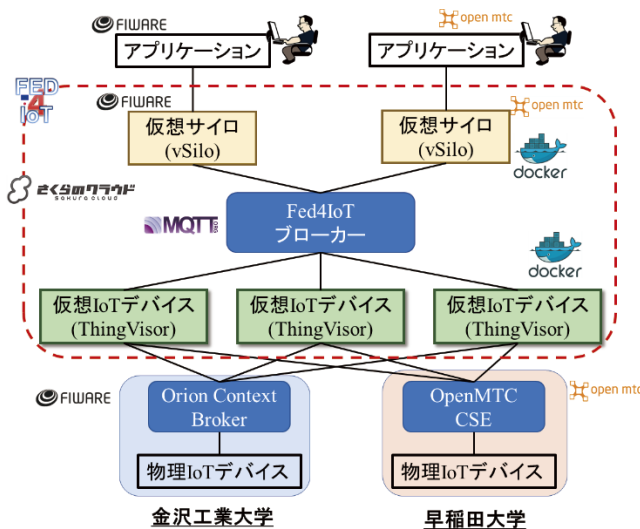 FIWARE
open mtc
アプリケーション
アプリケーション
FED
4
IoT
FIWARE
open mtc
仮想サイロ
(vSilo)
仮想サイロ
(vSilo)
docker
さくらのクラウド
SAKURA CLOUD
MQTT
.ORG
Fed4IoT
ブローカー
docker
仮想IoTデバイス
(ThingVisor)
仮想IoTデバイス
(ThingVisor)
仮想IoTデバイス
(ThingVisor)
FIWARE
Orion Context
Broker
OpenMTC
CSE
open mtc
物理IoTデバイス
物理IoTデバイス
金沢工業大学
早稲田大学